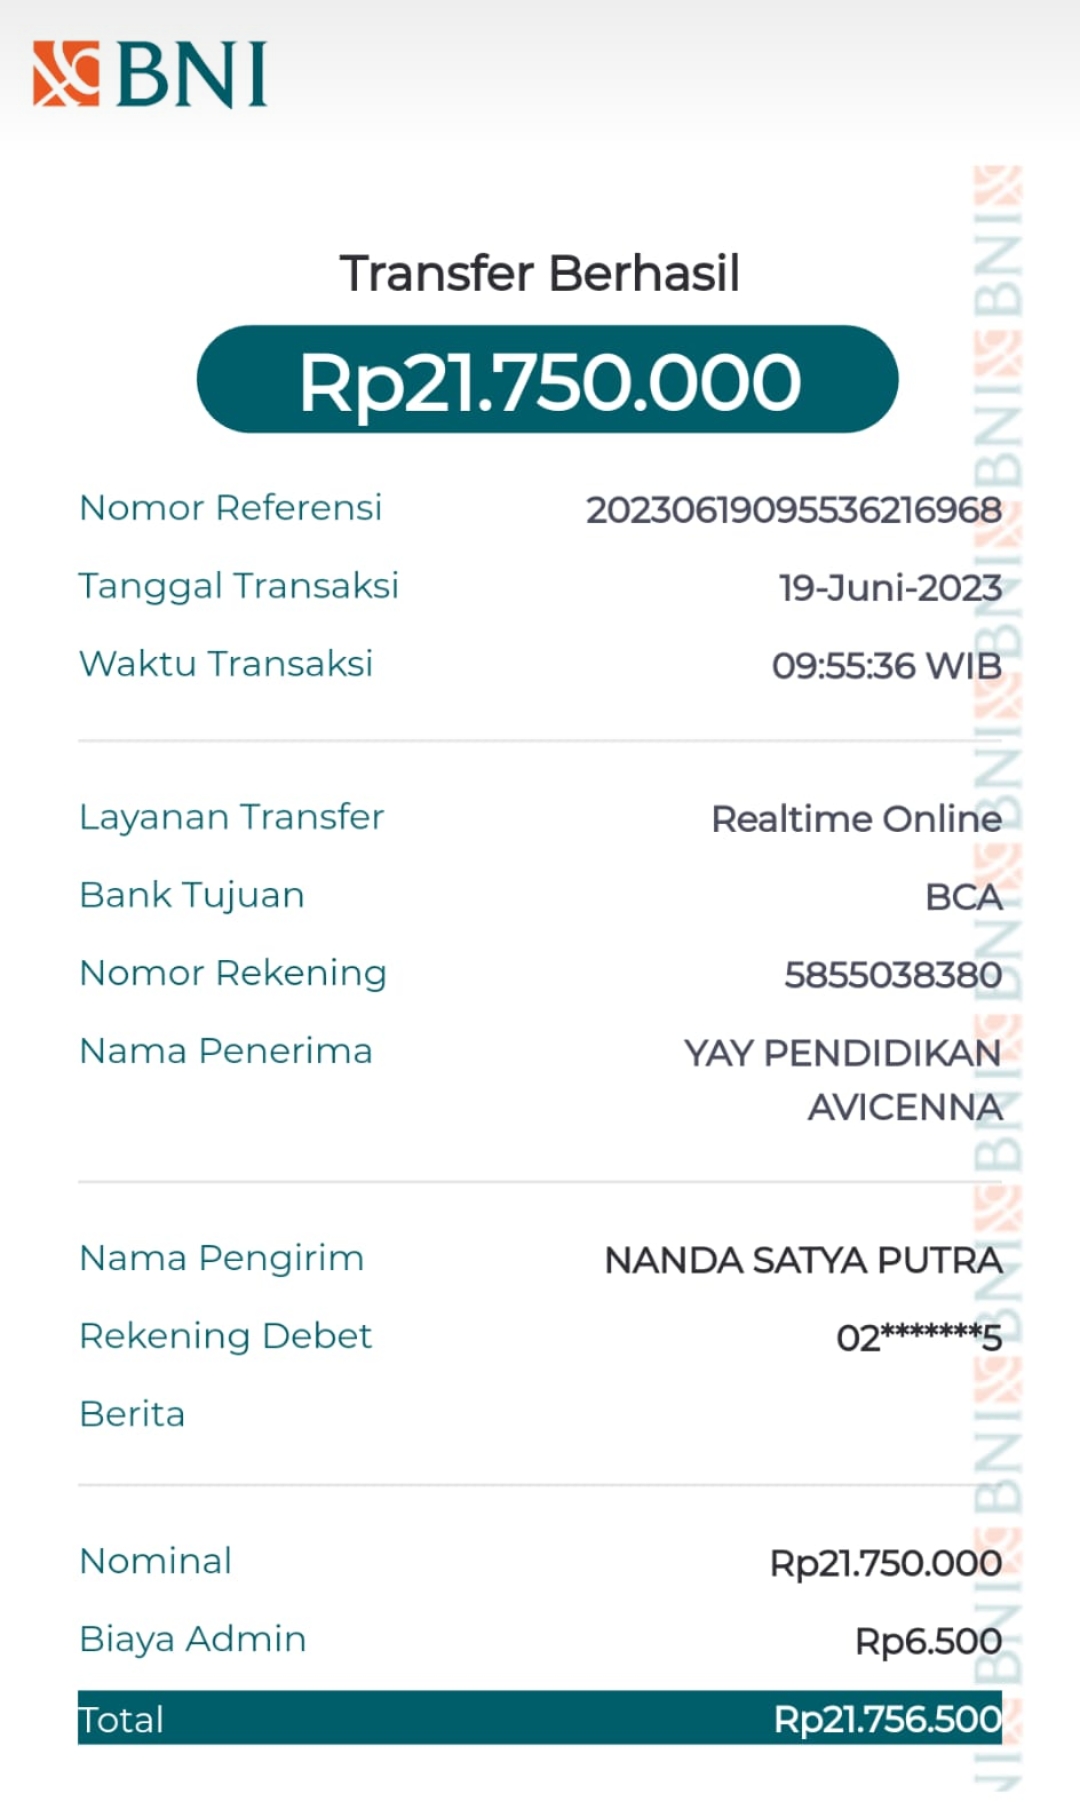 BNI
Transfer Berhasil
Rp21.750.000
Nomor Referensi 20230619095536216968
Tanggal Transaksi 19-Juni-2023
Waktu Transaksi 09:55:36 WIB
Layanan Transfer Realtime Online
Bank Tujuan BCA
Nomor Rekening 5855038380
Nama Penerima YAY PENDIDIKAN
AVICENNA
Nama Pengirim NANDA SATYA PUTRA
Rekening Debet 02*******5
Berita
Nominal Rp21.750.000
Biaya Admin Rp6.500
Total Rp21.756.500
BNI BNI BNI BNI BNI BNI BNI BNI BNI